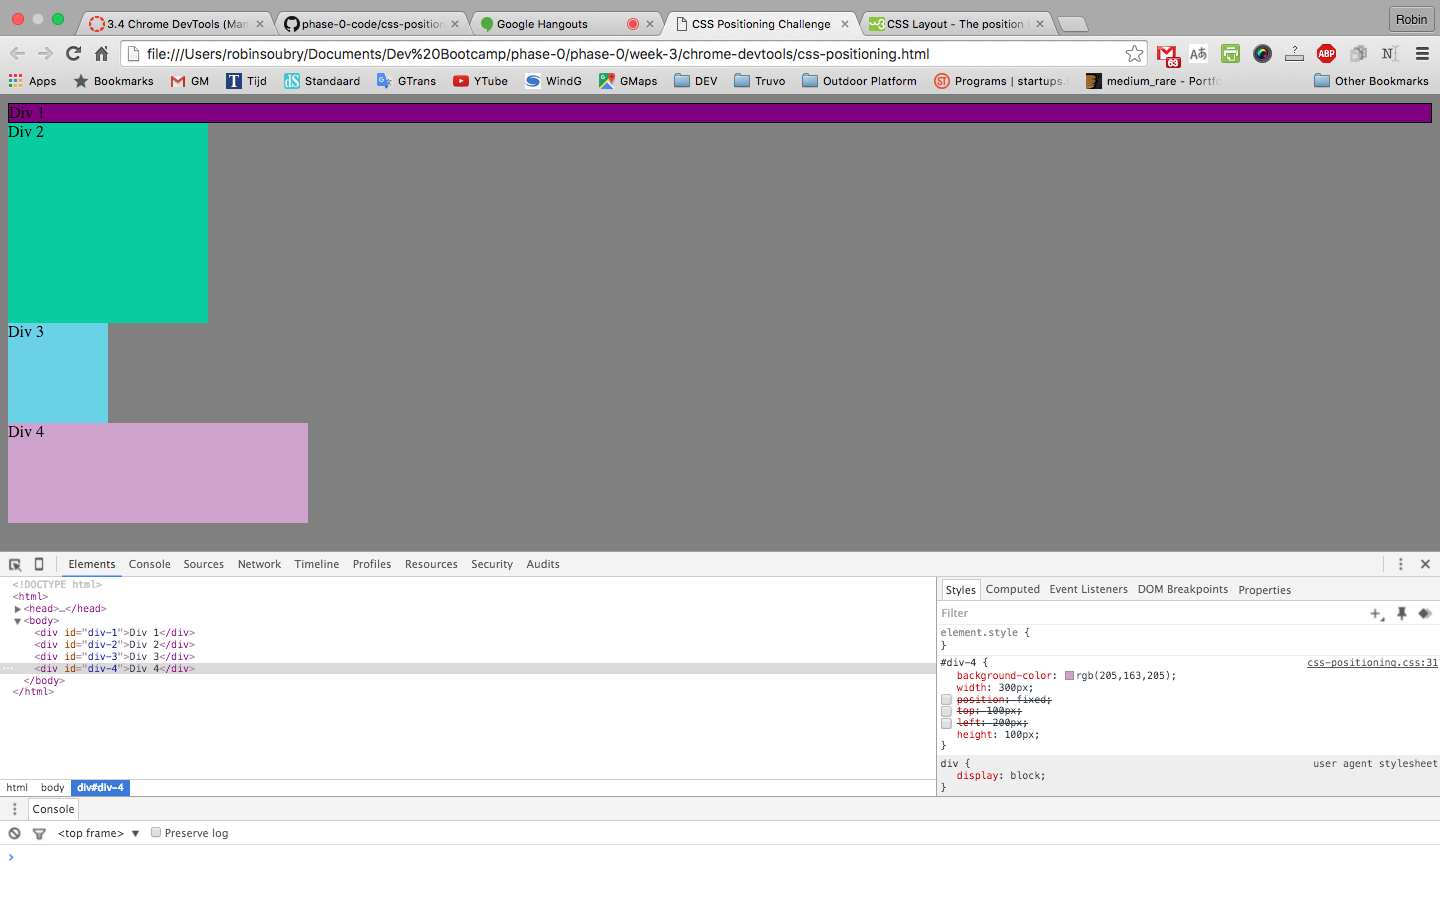 3.4 Chrome DevTools (Man
phase-0-code/css-position
Google Hangouts
CSS Positioning Challenge
CSS Layout - The position
Robin
file:///Users/robinsoubry/Documents/Dev%20Bootcamp/phase-0/phase-0/week-3/chrome-devtools/css-positioning.html
63
ABP
Apps
Bookmarks
GM
Tijd
Standaard
GTrans
YTube
WindG
GMaps
DEV
Truvo
Outdoor Platform
Programs | startups.
medium_rare - Portfo
Other Bookmarks
Div 1
Div 2
Div 3
Div 4
Elements Console Sources Network Timeline Profiles Resources Security Audits
<!DOCTYPE html>
<html>
<head>…</head>
<body>
<div id="div-1">Div 1</div>
<div id="div-2">Div 2</div>
<div id="div-3">Div 3</div>
<div id="div-4">Div 4</div>
</body>
</html>
html body div#div-4
Styles Computed Event Listeners DOM Breakpoints Properties
Filter
element.style {
}
#div-4 { css-positioning.css:31
background-color: rgb(205,163,205);
width: 300px;
position: fixed;
top: 100px;
left: 200px;
height: 100px;
}
div { user agent stylesheet
display: block;
}
Console
<top frame> ▼ Preserve log